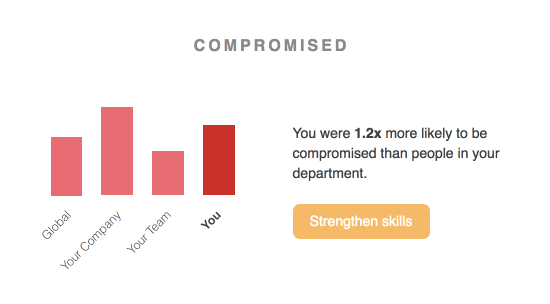 COMPROMISED
You were 1.2x more likely to be
compromised than people in your
department.
Strengthen skills
Global
Your Company
Your Team
You